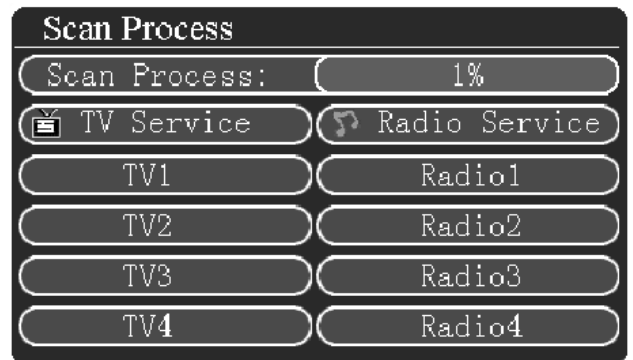 Scan Process
Scan Process: 1%
TV Service Radio Service
TV1 Radio1
TV2 Radio2
TV3 Radio3
TV4 Radio4